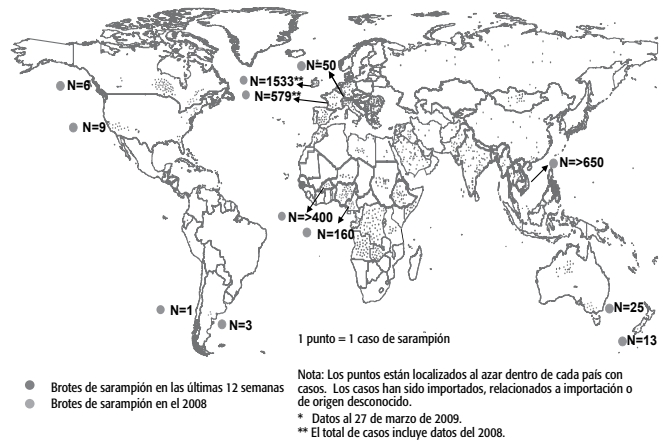 N=50
N=1533**
N=579**
N=6
N=9
N=>650
N=>400
N=160
N=1
N=3
N=25
N=13
1 punto = 1 caso de sarampión
Brotes de sarampión en las últimas 12 semanas
Brotes de sarampión en el 2008
Nota: Los puntos están localizados al azar dentro de cada país con
casos. Los casos han sido importados, relacionados a importación o
de origen desconocido.
* Datos al 27 de marzo de 2009.
** El total de casos incluye datos del 2008.